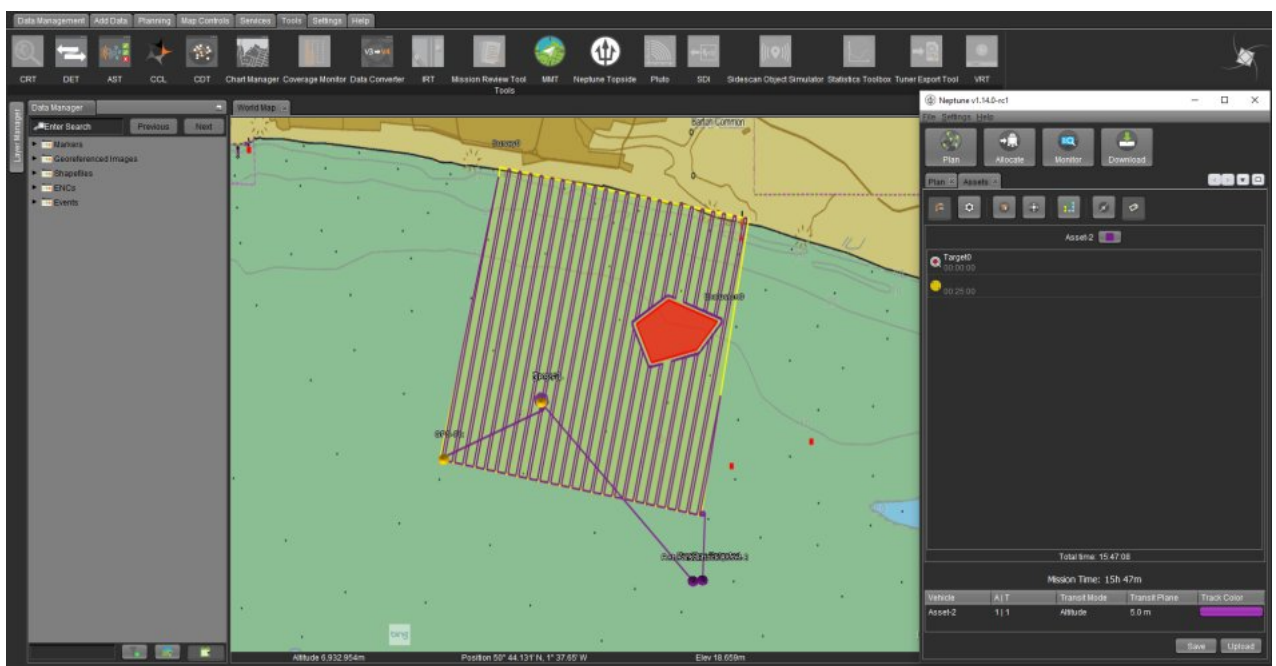 Data Management Add Data Planning Map Controls Services Tools Settings Help
CRT DET AST CCL CDT Chart Manager Coverage Monitor Data Converter IRT Mission Review Tool MMT Neptune Topside Pluto SDI Sidescan Object Simulator Statistics Toolbox Tuner Export Tool VRT
Tools
Layer Manager
Data Manager
Enter Search Previous Next
Markers
Georeferenced Images
Shapefiles
ENCs
Events
World Map
Barton Common
Survey0
bing
Altitude 6,932.954m Position 50° 44.131' N, 1° 37.65' W Elev 18.659m
Neptune v1.14.0-rc1
File Settings Help
Plan Allocate Monitor Download
Plan Assets
Asset-2
Target0
00:00:00
00:25:00
Total time: 15:47:08
Mission Time: 15h 47m
Vehicle A|T Transit Mode Transit Plane Track Color
Asset-2 1|1 Altitude 5.0 m
Save Upload